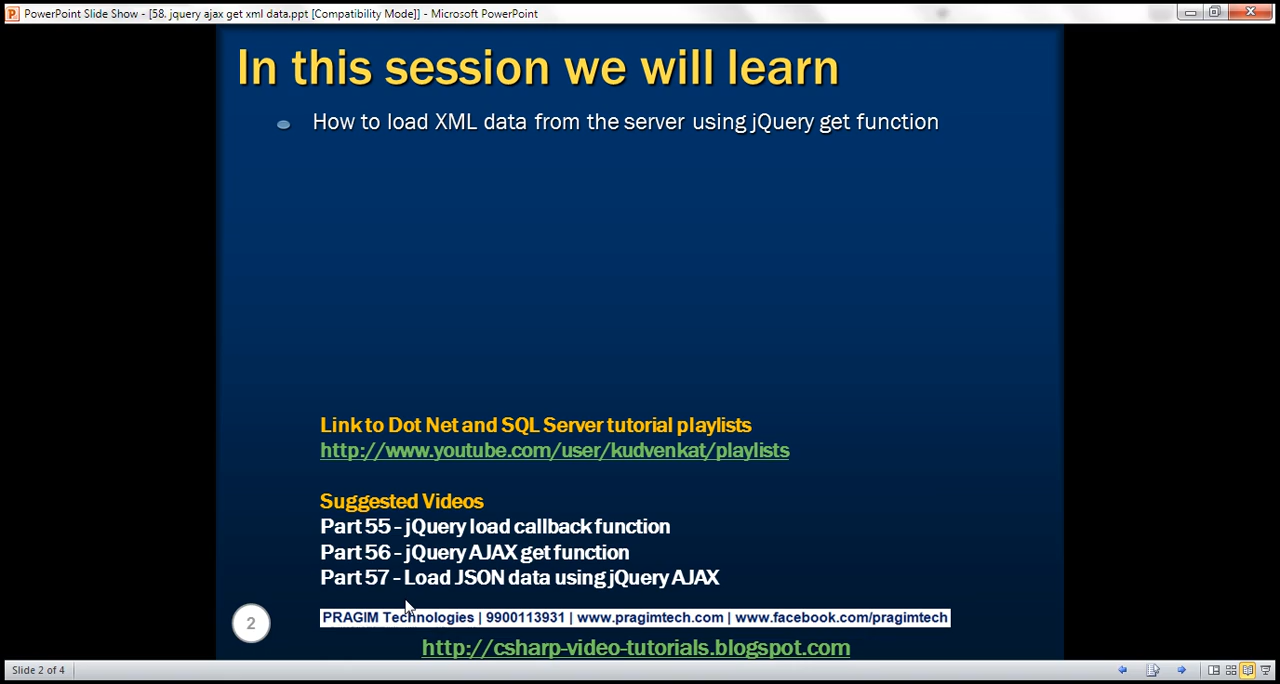 PowerPoint Slide Show - [58. jquery ajax get xml data.ppt [Compatibility Mode]] - Microsoft PowerPoint
In this session we will learn
How to load XML data from the server using jQuery get function
Link to Dot Net and SQL Server tutorial playlists
http://www.youtube.com/user/kudvenkat/playlists
Suggested Videos
Part 55 - jQuery load callback function
Part 56 - jQuery AJAX get function
Part 57 - Load JSON data using jQuery AJAX
PRAGIM Technologies | 9900113931 | www.pragimtech.com | www.facebook.com/pragimtech
2
http://csharp-video-tutorials.blogspot.com
Slide 2 of 4